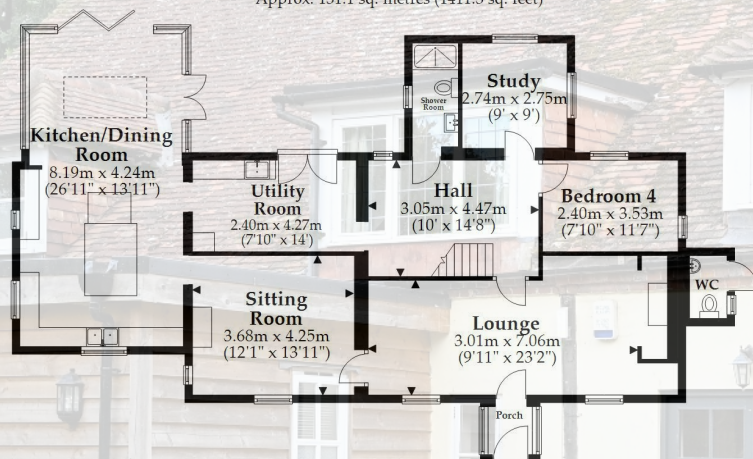 Approx. 131.1 sq. metres (1411.3 sq. feet)
Kitchen/Dining
Room
8.19m x 4.24m
(26'11" x 13'11")
Utility
Room
2.40m x 4.27m
(7'10" x 14')
Shower
Room
Study
2.74m x 2.75m
(9' x 9')
Hall
3.05m x 4.47m
(10' x 14'8")
Bedroom 4
2.40m x 3.53m
(7'10" x 11'7")
Sitting
Room
3.68m x 4.25m
(12'1" x 13'11")
Lounge
3.01m x 7.06m
(9'11" x 23'2")
WC
Porch